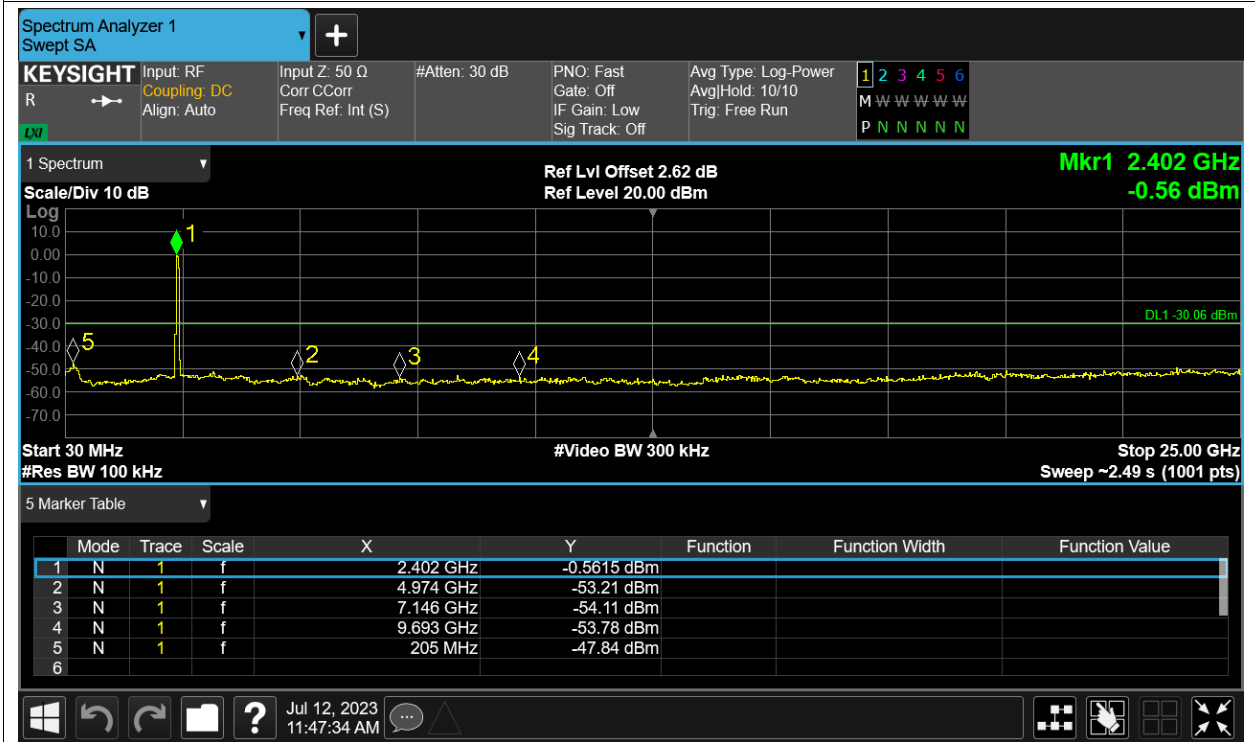 Spectrum Analyzer 1
Swept SA
+
KEYSIGHT
R
LXI
Input: RF
Coupling: DC
Align: Auto
Input Z: 50 Ω
Corr CCorr
Freq Ref: Int (S)
#Atten: 30 dB
PNO: Fast
Gate: Off
IF Gain: Low
Sig Track: Off
Avg Type: Log-Power
Avg|Hold: 10/10
Trig: Free Run
1 2 3 4 5 6
M W W W W W
P N N N N N
1 Spectrum
Scale/Div 10 dB
Ref Lvl Offset 2.62 dB
Ref Level 20.00 dBm
Mkr1 2.402 GHz
-0.56 dBm
Log
10.0
0.00
-10.0
-20.0
-30.0
-40.0
-50.0
-60.0
-70.0
1
DL1 -30.06 dBm
5
2
3
4
Start 30 MHz
#Res BW 100 kHz
#Video BW 300 kHz
Stop 25.00 GHz
Sweep ~2.49 s (1001 pts)
5 Marker Table
Mode Trace Scale X Y Function Function Width Function Value
1 N 1 f 2.402 GHz -0.5615 dBm
2 N 1 f 4.974 GHz -53.21 dBm
3 N 1 f 7.146 GHz -54.11 dBm
4 N 1 f 9.693 GHz -53.78 dBm
5 N 1 f 205 MHz -47.84 dBm
6
?
Jul 12, 2023
11:47:34 AM